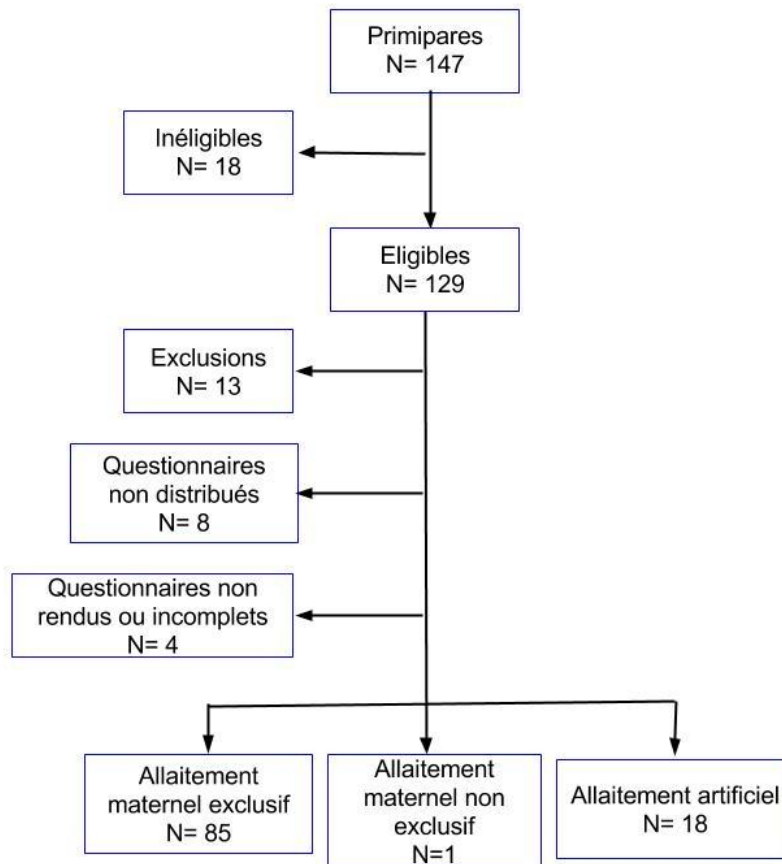 Primipares
N= 147
Inéligibles
N= 18
Eligibles
N= 129
Exclusions
N= 13
Questionnaires
non distribués
N= 8
Questionnaires non
rendus ou incomplets
N= 4
Allaitement
maternel exclusif
N= 85
Allaitement
maternel non
exclusif
N=1
Allaitement artificiel
N= 18